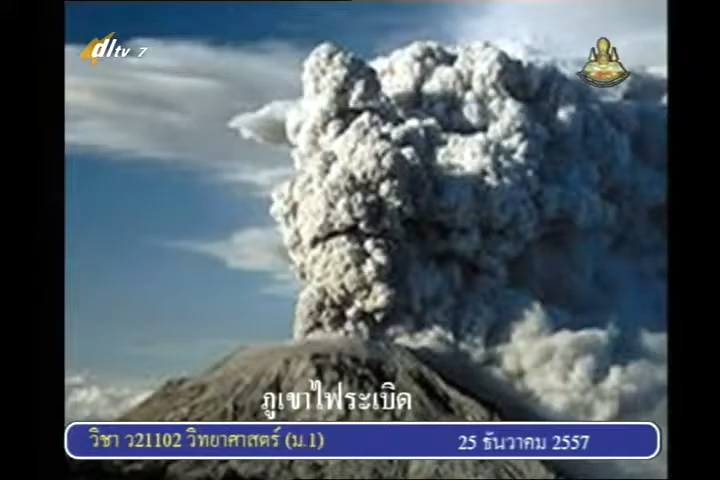 dltv 7
ภูเขาไฟระเบิด
วิชา ว21102 วิทยาศาสตร์ (ม.1)
25 ธันวาคม 2557